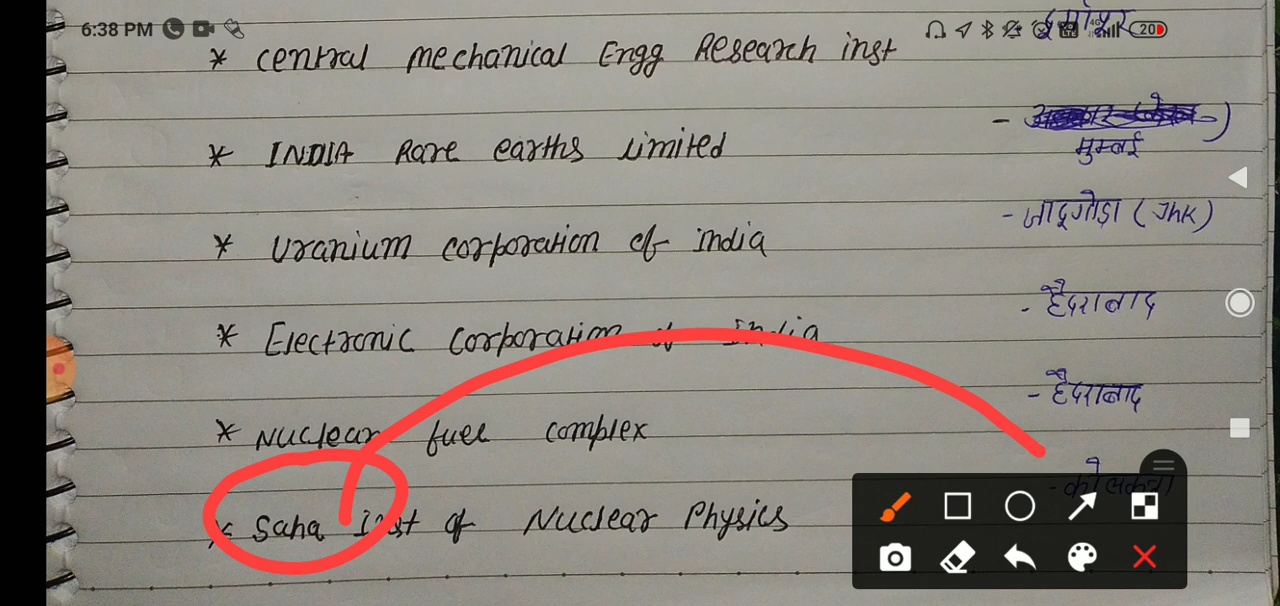 6:38 PM
20
* Central mechanical Engg Research inst
* INDIA Rare earths Limited -
मुम्बई
* Uranium corporation of india - जादूगोड़ा (Jhk)
* Electronic Corporation of India - हैदराबाद
* Nuclear fuel complex - हैदराबाद
* Saha Inst of Nuclear Physics - कोलकत्ता